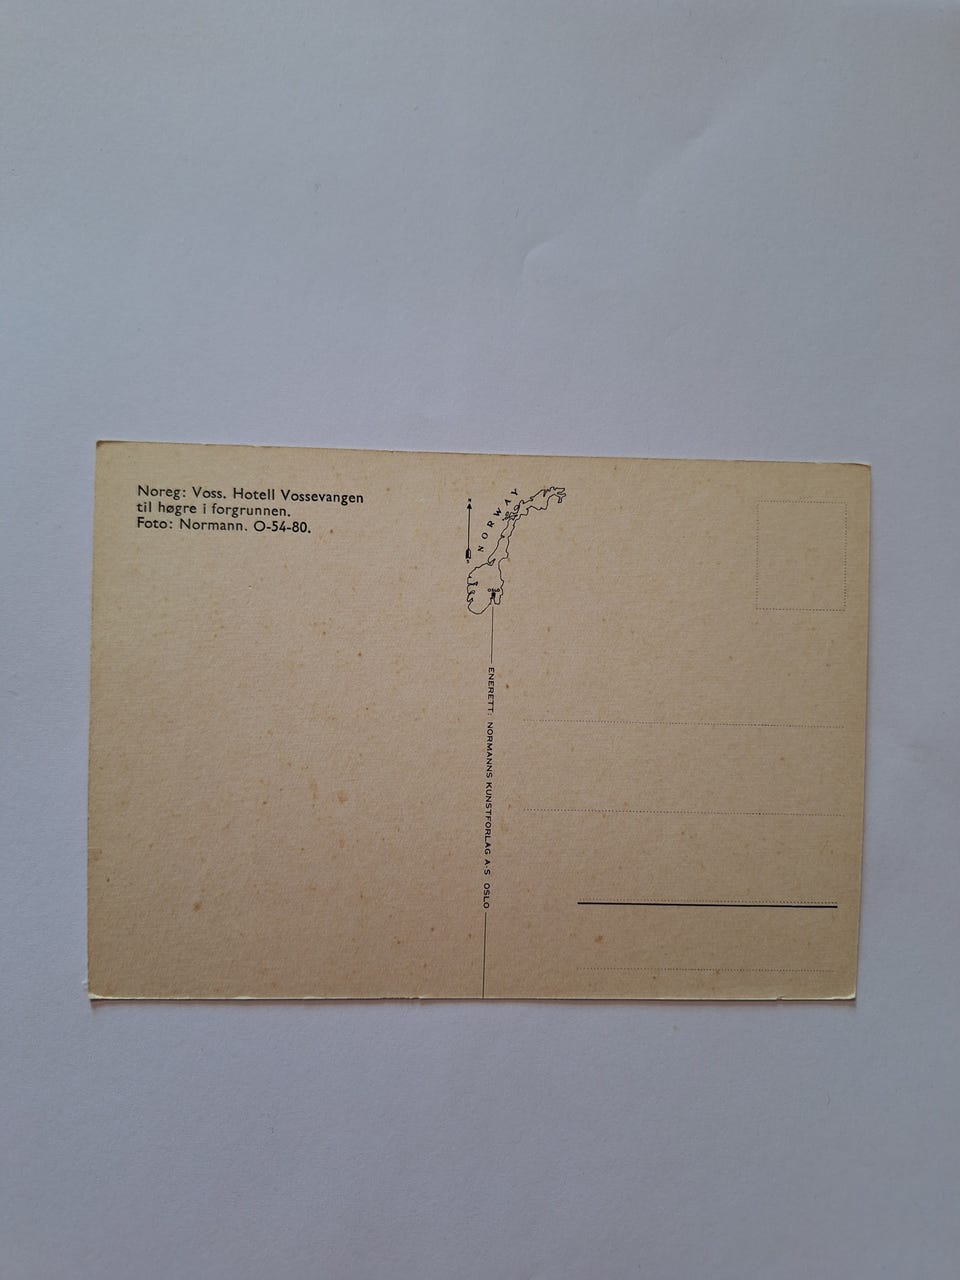 Noreg: Voss. Hotell Vossevangen
til høgre i forgrunnen.
Foto: Normann. O-54-80.
NORWAY
ENERETT: NORMANNS KUNSTFORLAG A-S OSLO